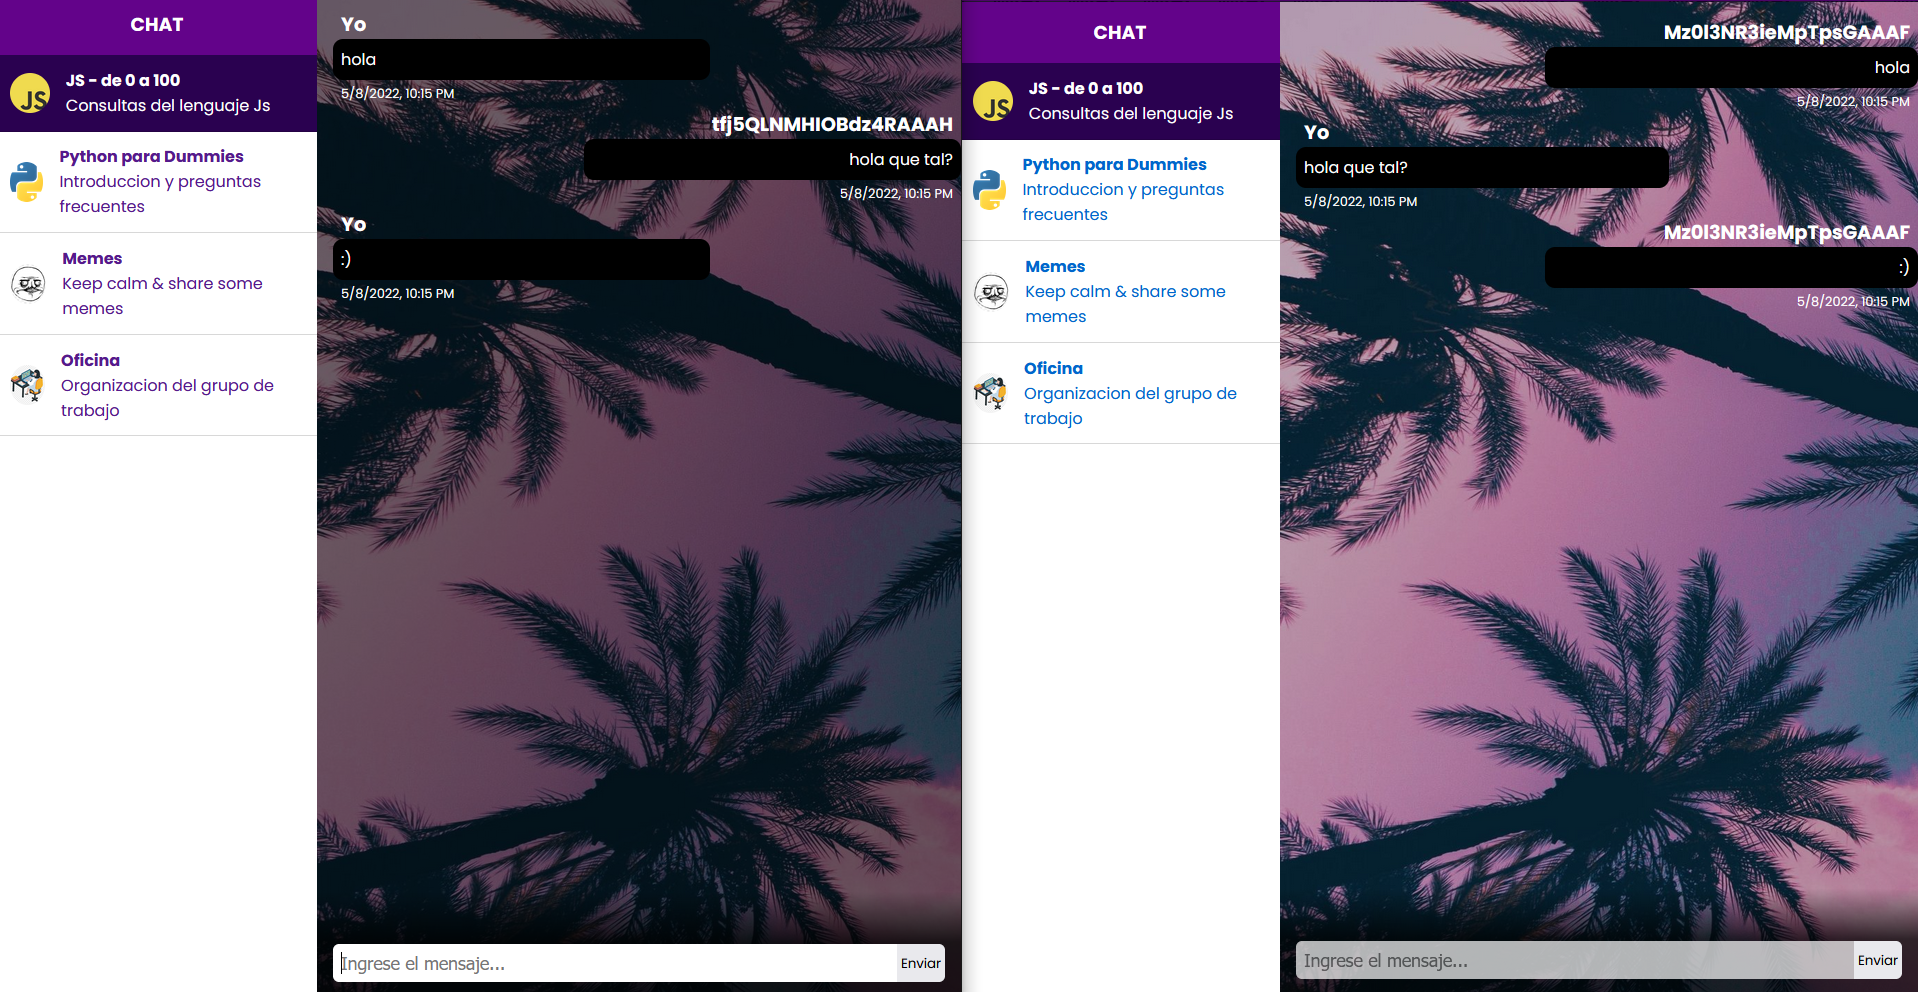 CHAT
JS - de 0 a 100
Consultas del lenguaje Js
JS
Python para Dummies
Introduccion y preguntas
frecuentes
Memes
Keep calm & share some
memes
Oficina
Organizacion del grupo de
trabajo
Yo
hola
5/8/2022, 10:15 PM
tfj5QLNMHIOBdz4RAAAH
hola que tal?
5/8/2022, 10:15 PM
Yo
:)
5/8/2022, 10:15 PM
Ingrese el mensaje...
Enviar
CHAT
JS - de 0 a 100
Consultas del lenguaje Js
JS
Python para Dummies
Introduccion y preguntas
frecuentes
Memes
Keep calm & share some
memes
Oficina
Organizacion del grupo de
trabajo
Mz0l3NR3ieMpTpsGAAAF
hola
5/8/2022, 10:15 PM
Yo
hola que tal?
5/8/2022, 10:15 PM
Mz0l3NR3ieMpTpsGAAAF
:)
5/8/2022, 10:15 PM
Ingrese el mensaje...
Enviar